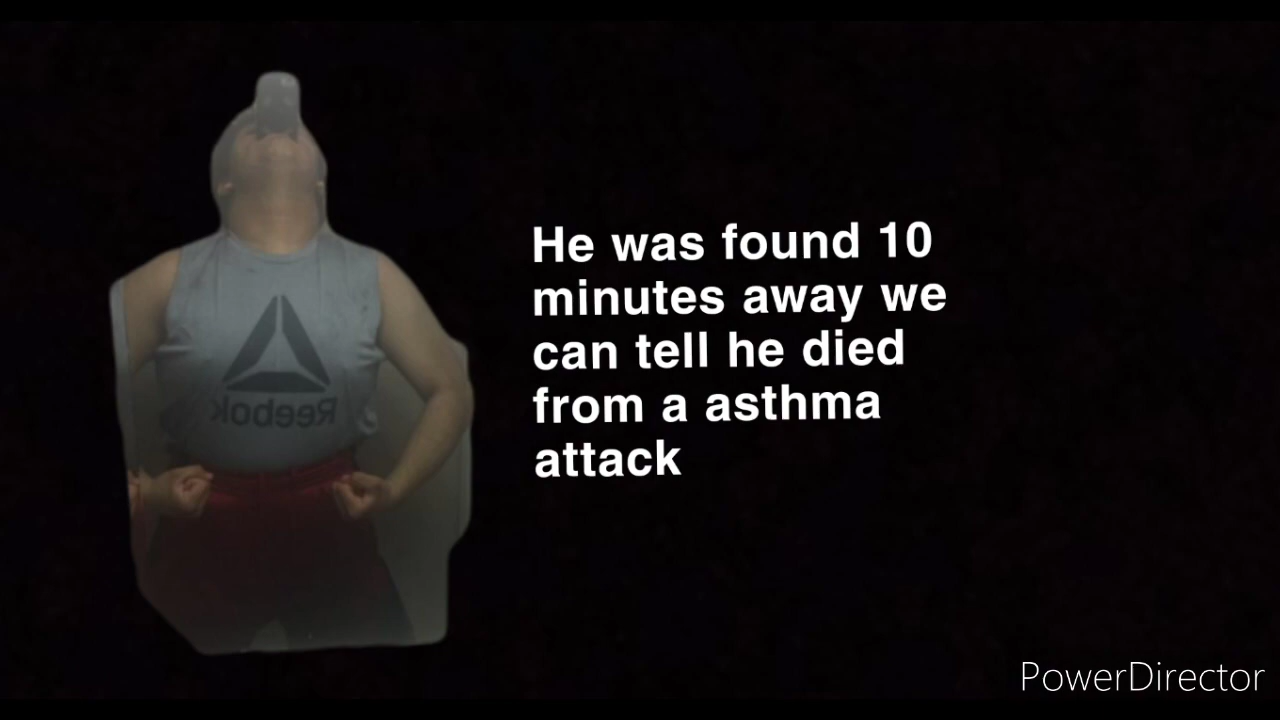 Reebok
He was found 10
minutes away we
can tell he died
from a asthma
attack
PowerDirector